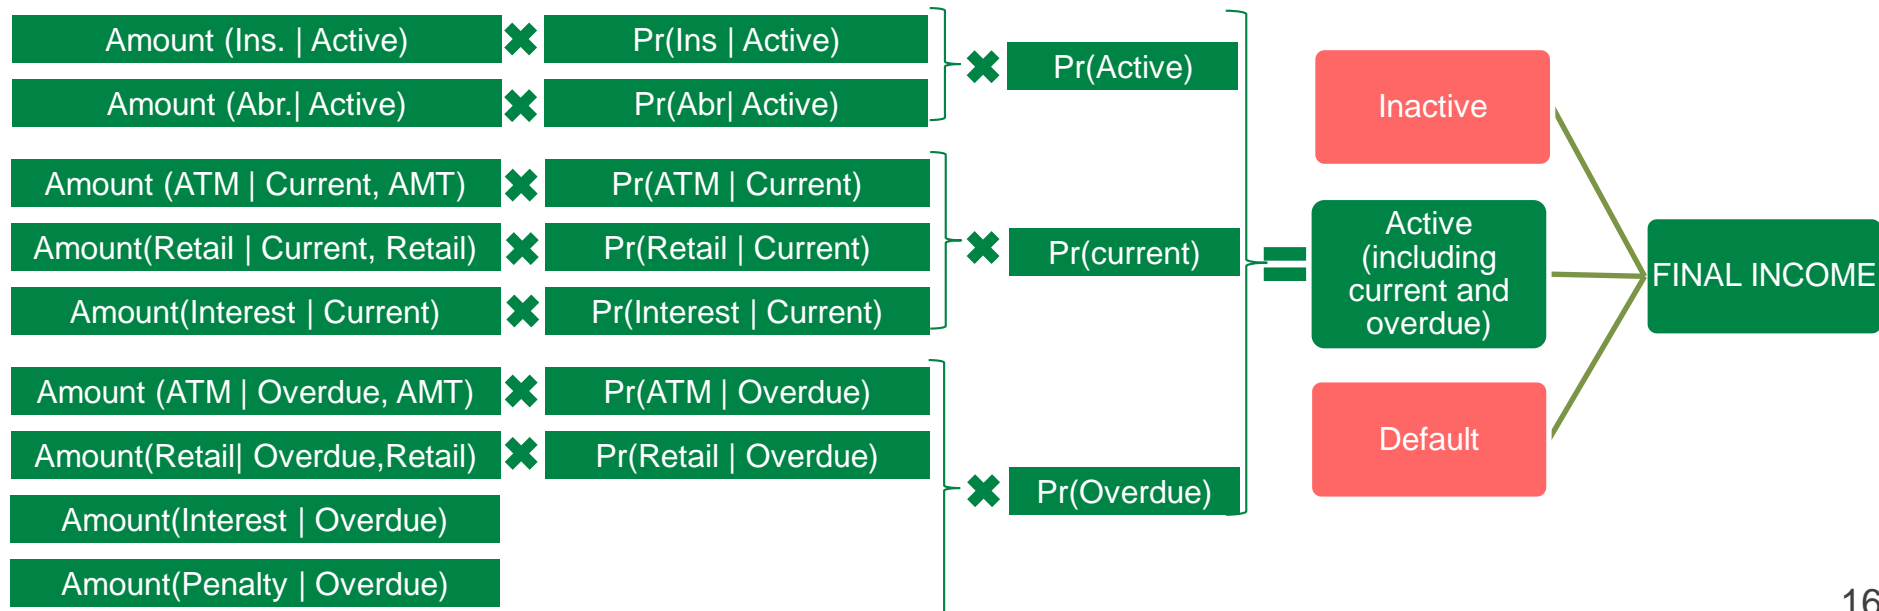 Amount (Ins. | Active)
Pr(Ins | Active)
Amount (Abr.| Active)
Pr(Abr| Active)
Pr(Active)
Amount (ATM | Current, AMT)
Pr(ATM | Current)
Amount(Retail | Current, Retail)
Pr(Retail | Current)
Amount(Interest | Current)
Pr(Interest | Current)
Pr(current)
Amount (ATM | Overdue, AMT)
Pr(ATM | Overdue)
Amount(Retail| Overdue,Retail)
Pr(Retail | Overdue)
Amount(Interest | Overdue)
Amount(Penalty | Overdue)
Pr(Overdue)
Inactive
Active
(including
current and
overdue)
Default
FINAL INCOME
16